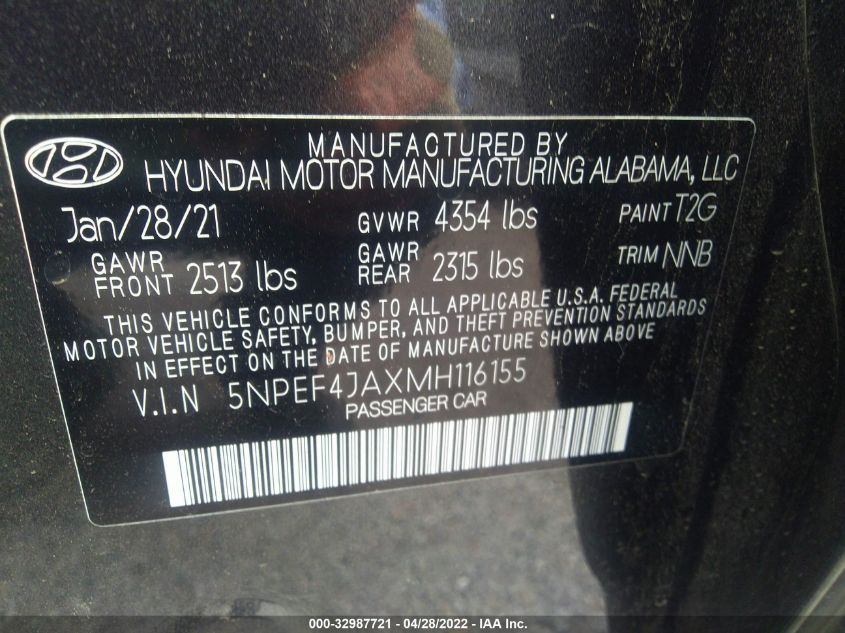 MANUFACTURED BY
HYUNDAI MOTOR MANUFACTURING ALABAMA, LLC
Jan/28/21 GVWR 4354 lbs PAINT T2G
GAWR FRONT 2513 lbs GAWR REAR 2315 lbs TRIM NNB
THIS VEHICLE CONFORMS TO ALL APPLICABLE U.S.A. FEDERAL
MOTOR VEHICLE SAFETY, BUMPER, AND THEFT PREVENTION STANDARDS
IN EFFECT ON THE DATE OF MANUFACTURE SHOWN ABOVE
V.I.N 5NPEF4JAXMH116155
PASSENGER CAR
000-32987721 - 04/28/2022 - IAA Inc.